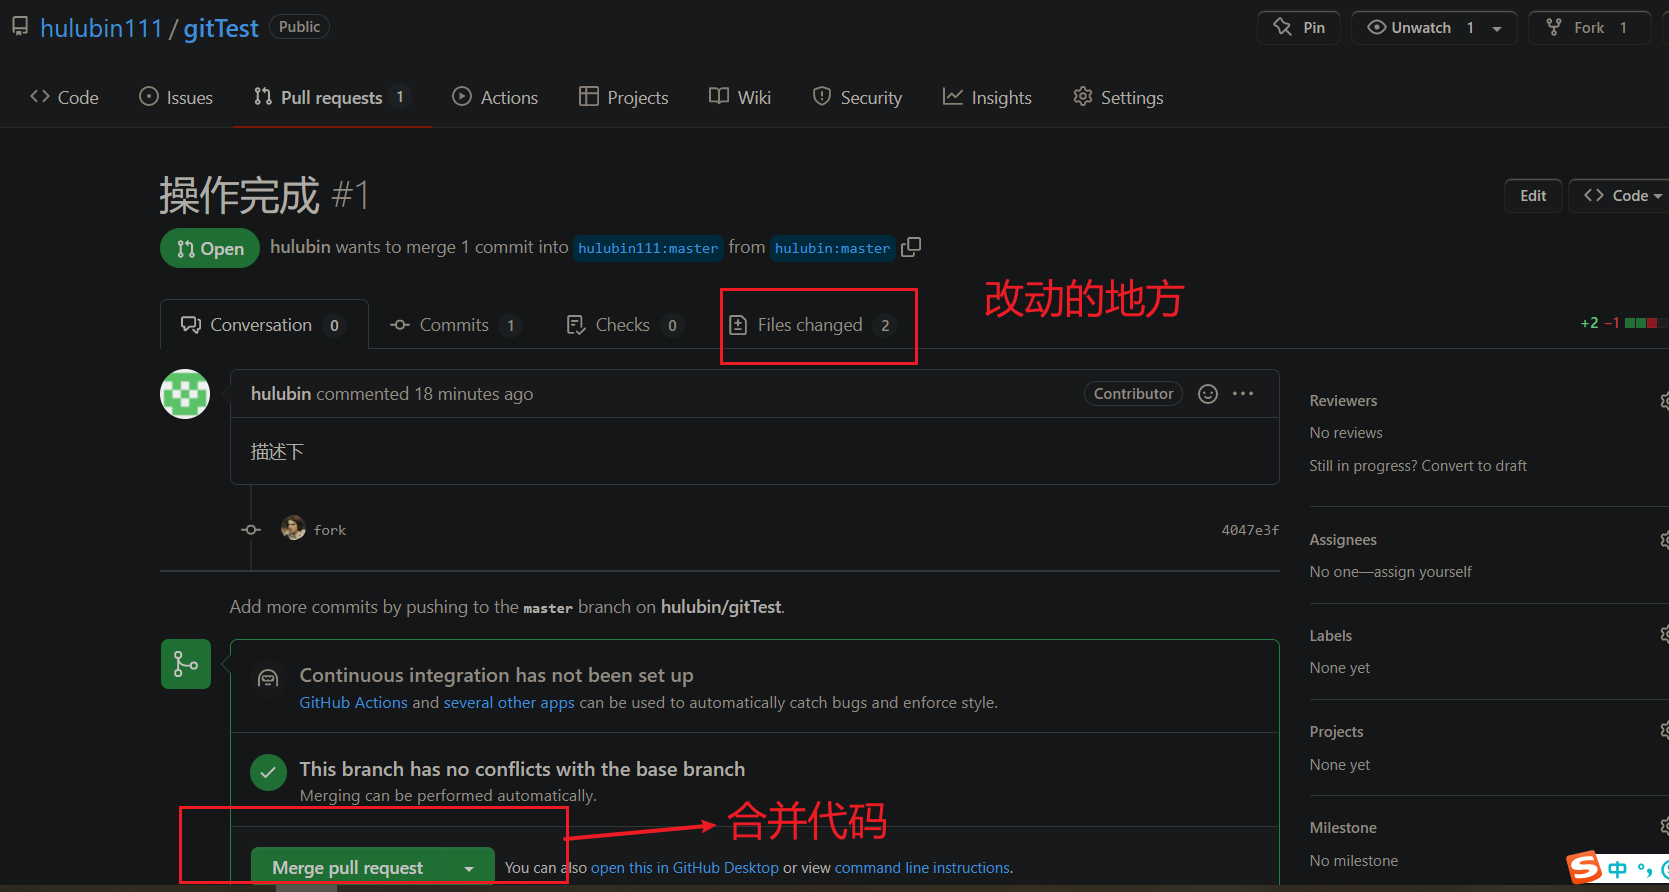 hulubin111 / gitTest Public
Pin
Unwatch 1
Fork 1
Code
Issues
Pull requests 1
Actions
Projects
Wiki
Security
Insights
Settings
操作完成 #1
Edit
Code
Open
hulubin wants to merge 1 commit into hulubin111:master from hulubin:master
改动的地方
Conversation 0
Commits 1
Checks 0
Files changed 2
+2 −1
hulubin commented 18 minutes ago
Contributor
描述下
fork
4047e3f
Add more commits by pushing to the master branch on hulubin/gitTest.
Continuous integration has not been set up
GitHub Actions and several other apps can be used to automatically catch bugs and enforce style.
This branch has no conflicts with the base branch
Merging can be performed automatically.
合并代码
Merge pull request
You can also open this in GitHub Desktop or view command line instructions.
Reviewers
No reviews
Still in progress? Convert to draft
Assignees
No one—assign yourself
Labels
None yet
Projects
None yet
Milestone
No milestone
S 中 °,